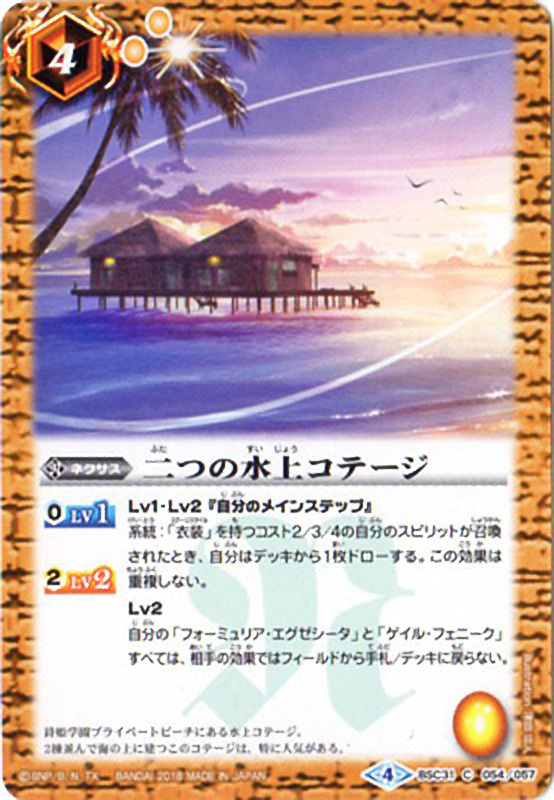 4
ネクサス 二つの水上コテージ
0 LV1
Lv1・Lv2『自分のメインステップ』
系統:「衣装」を持つコスト2/3/4の自分のスピリットが召喚
されたとき、自分はデッキから1枚ドローする。この効果は
重複しない。
2 LV2
Lv2
自分の「フォーミュリア・エグゼシータ」と「ゲイル・フェニーク」
すべては、相手の効果ではフィールドから手札/デッキに戻らない。
詩姫学園プライベートビーチにある水上コテージ。
2棟並んで海の上に建つこのコテージは、特に人気がある。
©BNP/B, N, TX BANDAI 2018 MADE IN JAPAN
4 BSC31 C 054/057